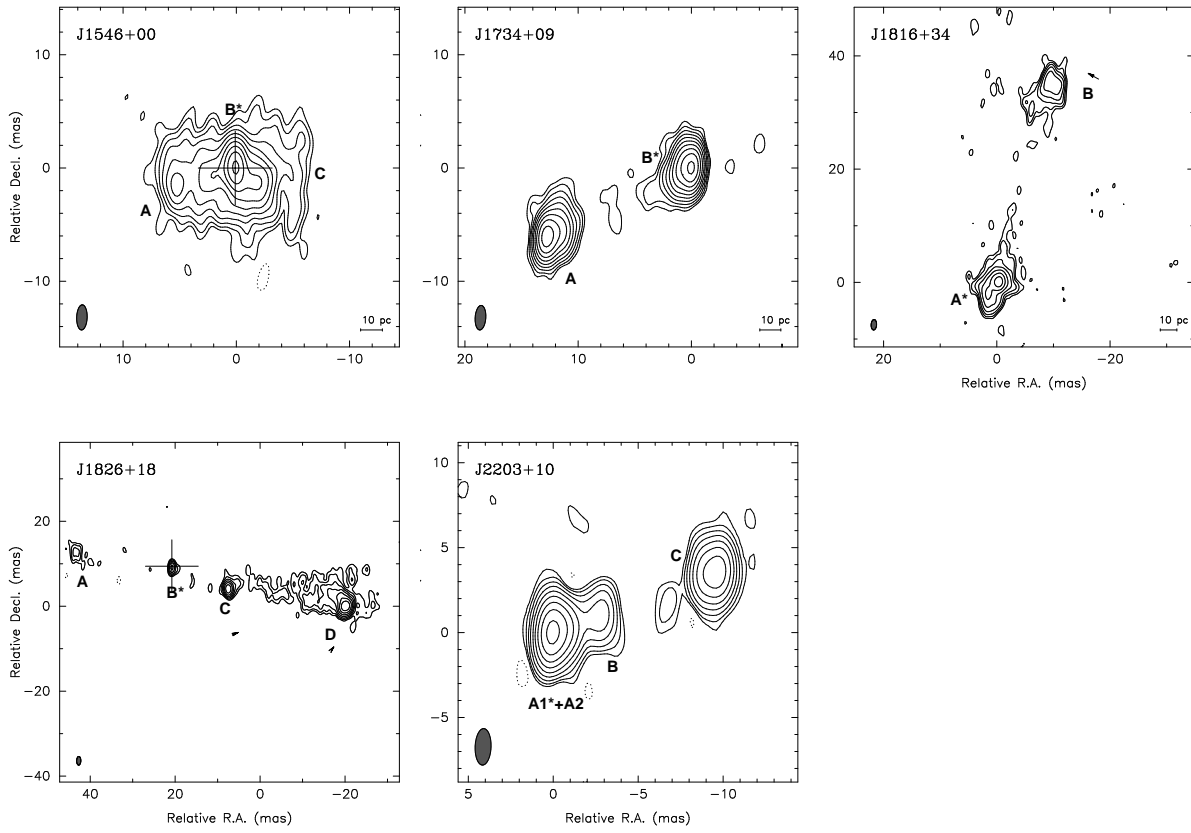 J1546+00
B*
A
C
10 pc
10
0
−10
10
0
−10
Relative Decl. (mas)
J1734+09
B*
A
10 pc
10
0
−10
20
10
0
J1816+34
B
A*
10 pc
40
20
0
20
0
−20
Relative R.A. (mas)
J1826+18
A
B*
C
D
20
0
−20
−40
40
20
0
−20
Relative Decl. (mas)
Relative R.A. (mas)
J2203+10
C
B
A1*+A2
10
5
0
−5
5
0
−5
−10
Relative R.A. (mas)